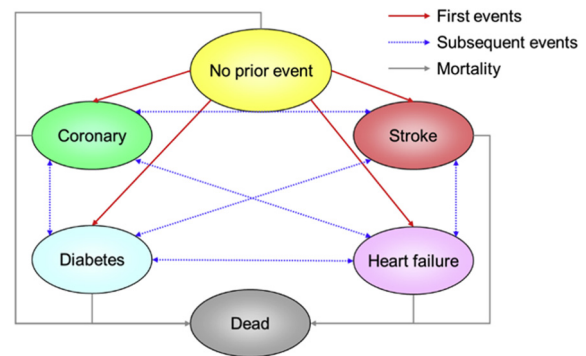 First events
Subsequent events
Mortality
No prior event
Coronary
Stroke
Diabetes
Heart failure
Dead